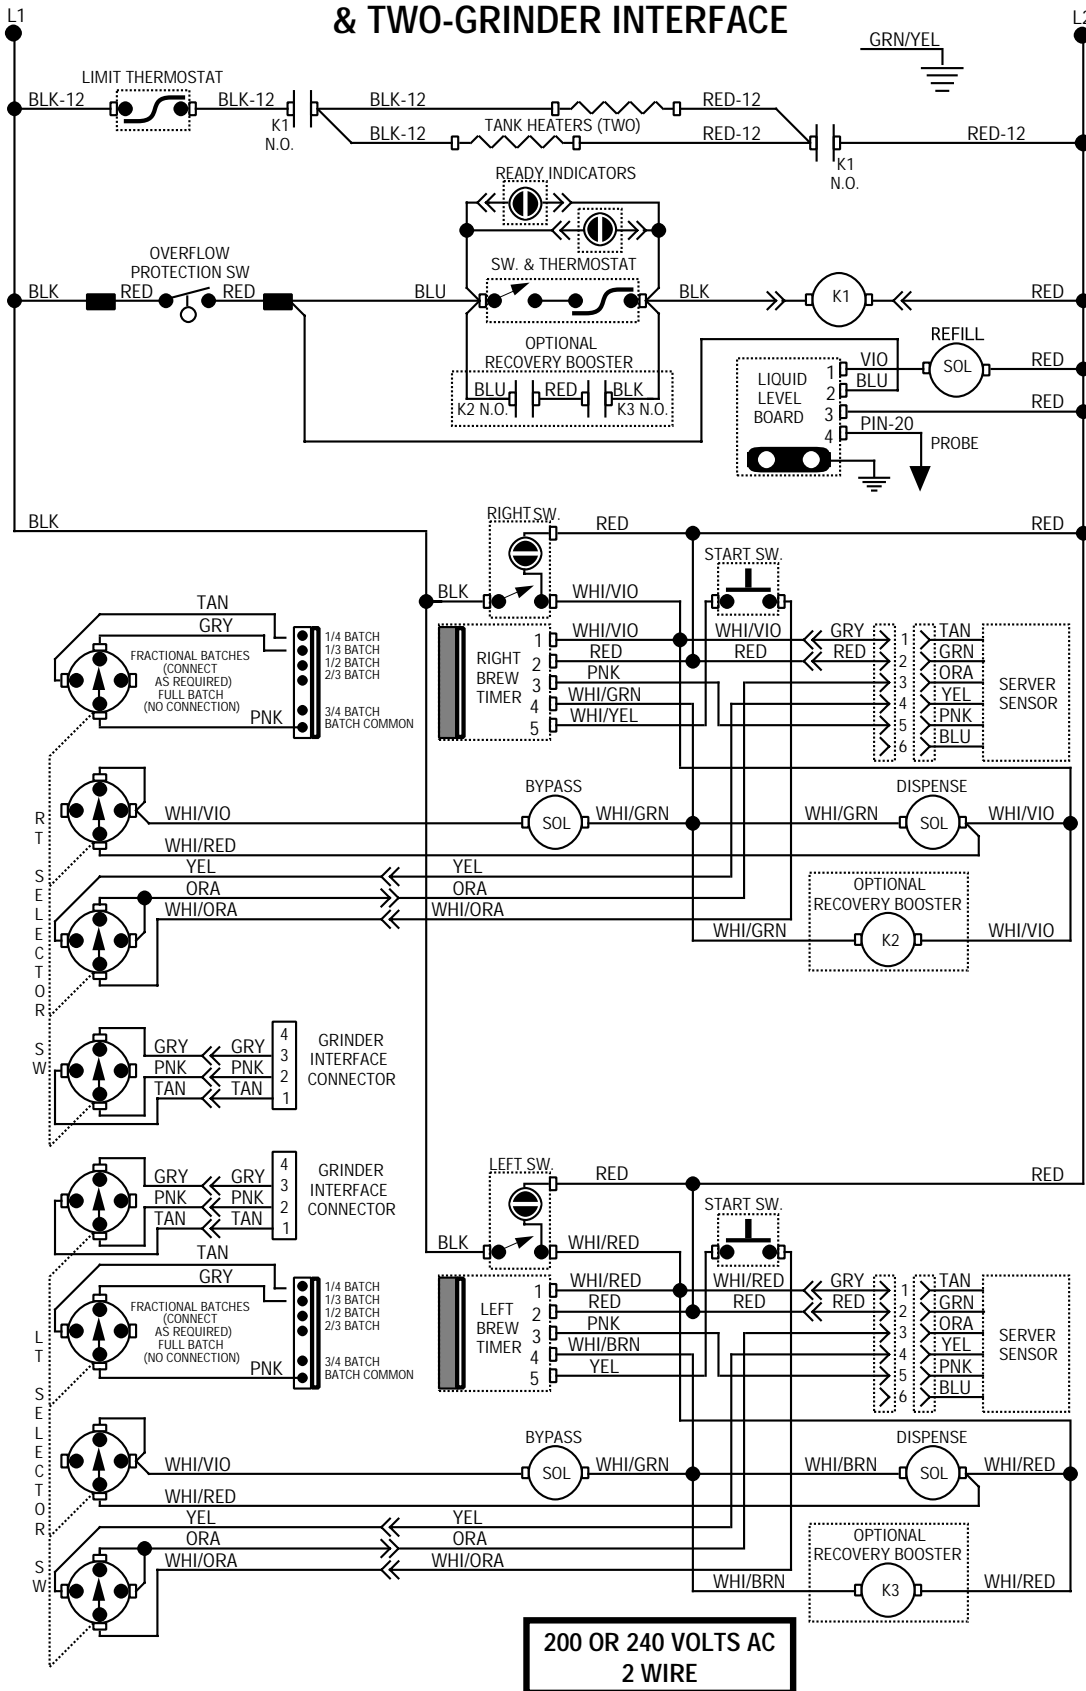 & TWO-GRINDER INTERFACE
L1
L2
GRN/YEL
LIMIT THERMOSTAT
BLK-12
BLK-12
K1
N.O.
BLK-12
RED-12
BLK-12
TANK HEATERS (TWO)
RED-12
K1
N.O.
RED-12
READY INDICATORS
OVERFLOW
PROTECTION SW
SW. & THERMOSTAT
BLK
RED
RED
BLU
BLK
K1
RED
OPTIONAL
RECOVERY BOOSTER
BLU
RED
BLK
K2 N.O.
K3 N.O.
REFILL
LIQUID
LEVEL
BOARD
1
2
3
4
VIO
BLU
SOL
RED
RED
PIN-20
PROBE
BLK
RIGHT SW.
RED
RED
START SW.
BLK
WHI/VIO
TAN
GRY
FRACTIONAL BATCHES
(CONNECT
AS REQUIRED)
FULL BATCH
(NO CONNECTION)
PNK
1/4 BATCH
1/3 BATCH
1/2 BATCH
2/3 BATCH
3/4 BATCH
BATCH COMMON
RIGHT
BREW
TIMER
1
2
3
4
5
WHI/VIO
RED
PNK
WHI/GRN
WHI/YEL
WHI/VIO
RED
GRY
RED
1
2
3
4
5
6
TAN
GRN
ORA
YEL
PNK
BLU
SERVER
SENSOR
RT SELECTOR SW
BYPASS
DISPENSE
WHI/VIO
SOL
WHI/GRN
WHI/GRN
SOL
WHI/VIO
WHI/RED
YEL
YEL
ORA
ORA
WHI/ORA
WHI/ORA
OPTIONAL
RECOVERY BOOSTER
WHI/GRN
K2
WHI/VIO
GRY
GRY
PNK
PNK
TAN
TAN
4
3
2
1
GRINDER
INTERFACE
CONNECTOR
GRY
GRY
PNK
PNK
TAN
TAN
4
3
2
1
GRINDER
INTERFACE
CONNECTOR
LEFT SW.
RED
RED
START SW.
BLK
WHI/RED
TAN
GRY
FRACTIONAL BATCHES
(CONNECT
AS REQUIRED)
FULL BATCH
(NO CONNECTION)
PNK
1/4 BATCH
1/3 BATCH
1/2 BATCH
2/3 BATCH
3/4 BATCH
BATCH COMMON
LEFT
BREW
TIMER
1
2
3
4
5
WHI/RED
RED
PNK
WHI/BRN
YEL
WHI/RED
RED
GRY
RED
1
2
3
4
5
6
TAN
GRN
ORA
YEL
PNK
BLU
SERVER
SENSOR
LT SELECTOR SW
BYPASS
DISPENSE
WHI/VIO
SOL
WHI/GRN
WHI/BRN
SOL
WHI/RED
WHI/RED
YEL
YEL
ORA
ORA
WHI/ORA
WHI/ORA
OPTIONAL
RECOVERY BOOSTER
WHI/BRN
K3
WHI/RED
200 OR 240 VOLTS AC
2 WIRE